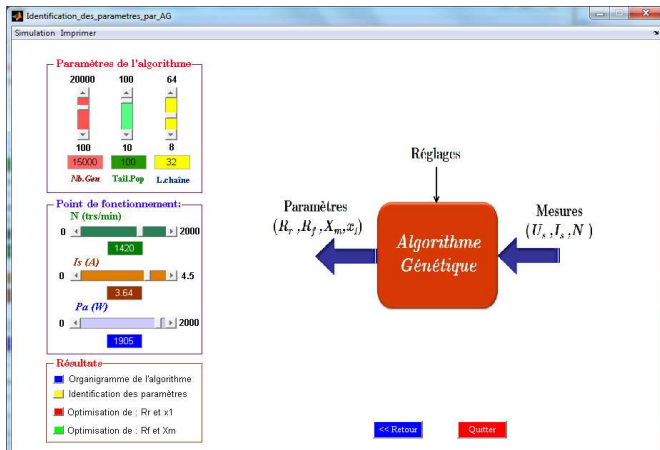 Identification_des_parametres_par_AG
Simulation Imprimer
Paramètres de l'algorithme
20000 100 64
100 10 8
15000 100 32
Nb.Gen Tail.Pop L.chaîne
Point de fonctionnement:
N (trs/min)
0 2000
1420
Is (A)
0 4.5
3.64
Pa (W)
0 2000
1905
Résultats
Organigramme de l'algorithme
Identification des paramètres
Optimisation de : Rr et x1
Optimisation de : Rf et Xm
Réglages
Paramètres
(Rr ,Rf ,Xm ,x1)
Algorithme
Génétique
Mesures
(Us ,Is ,N)
<< Retour
Quitter